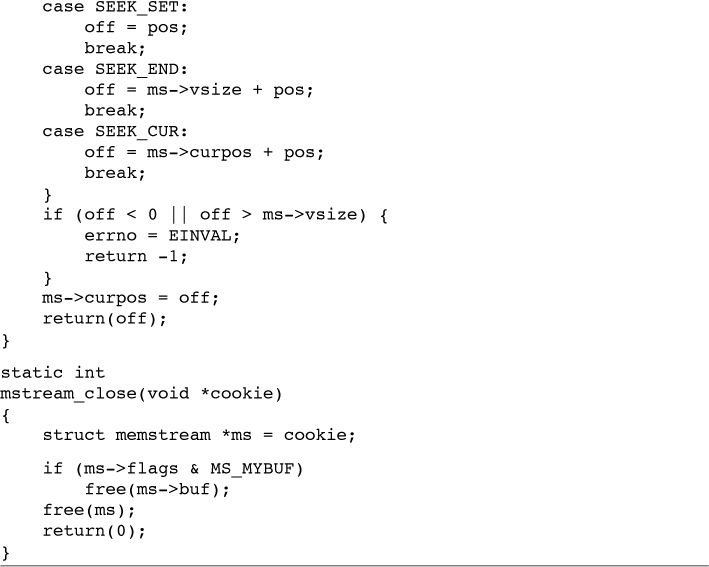 case SEEK_SET:
        off = pos;
        break;
    case SEEK_END:
        off = ms->vsize + pos;
        break;
    case SEEK_CUR:
        off = ms->curpos + pos;
        break;
    }
    if (off < 0 || off > ms->vsize) {
        errno = EINVAL;
        return -1;
    }
    ms->curpos = off;
    return(off);
}
static int
mstream_close(void *cookie)
{
    struct memstream *ms = cookie;
    if (ms->flags & MS_MYBUF)
        free(ms->buf);
    free(ms);
    return(0);
}